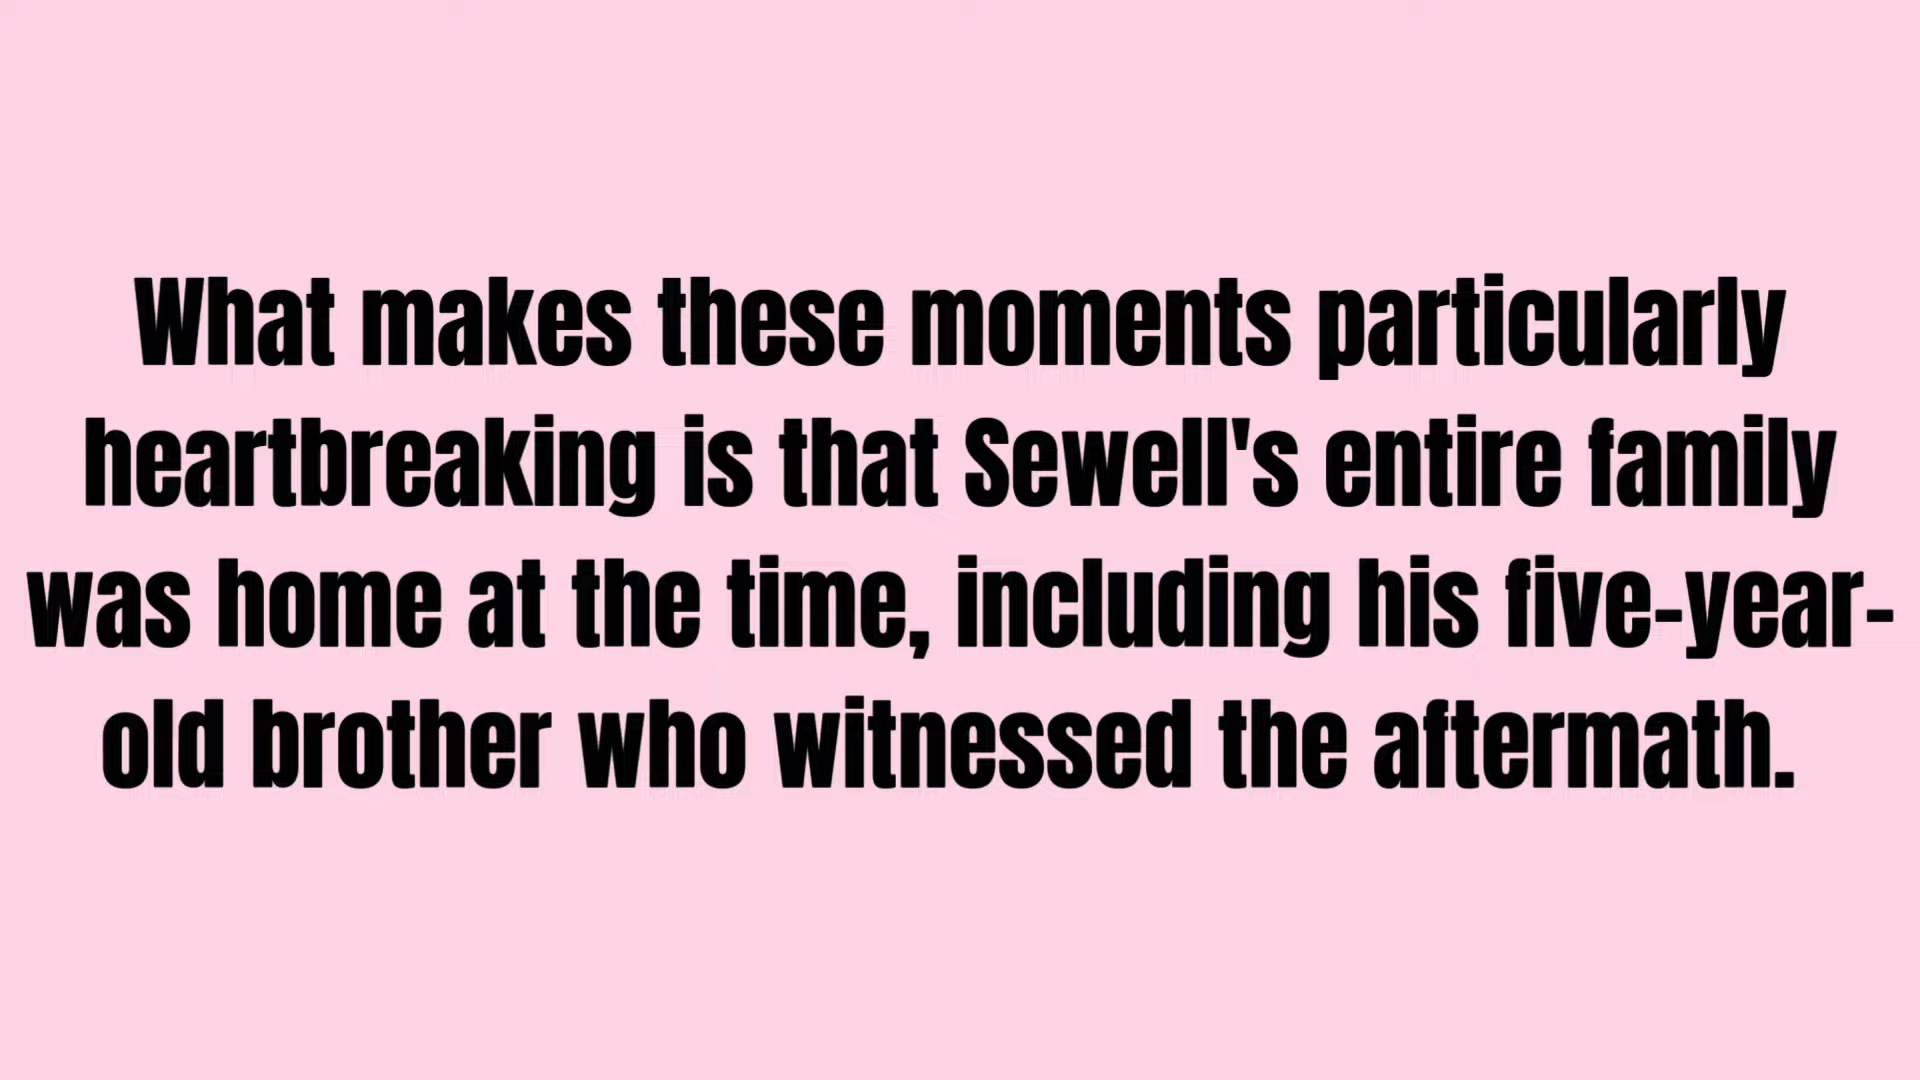 What makes these moments particularly
heartbreaking is that Sewell's entire family
was home at the time, including his five-year-
old brother who witnessed the aftermath.